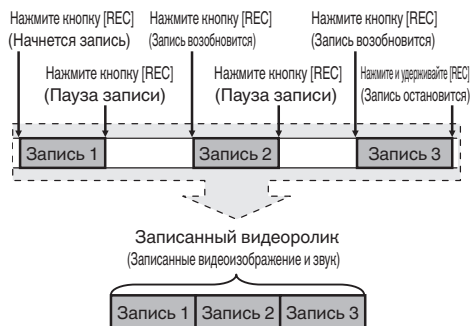 Нажмите кнопку [REC]
(Начнется запись)
Нажмите кнопку [REC]
(Запись возобновится)
Нажмите кнопку [REC]
(Запись возобновится)
Нажмите кнопку [REC]
(Пауза записи)
Нажмите кнопку [REC]
(Пауза записи)
Нажмите и удерживайте [REC]
(Запись остановится)
Запись 1
Запись 2
Запись 3
Записанный видеоролик
(Записанные видеоизображение и звук)
Запись 1
Запись 2
Запись 3